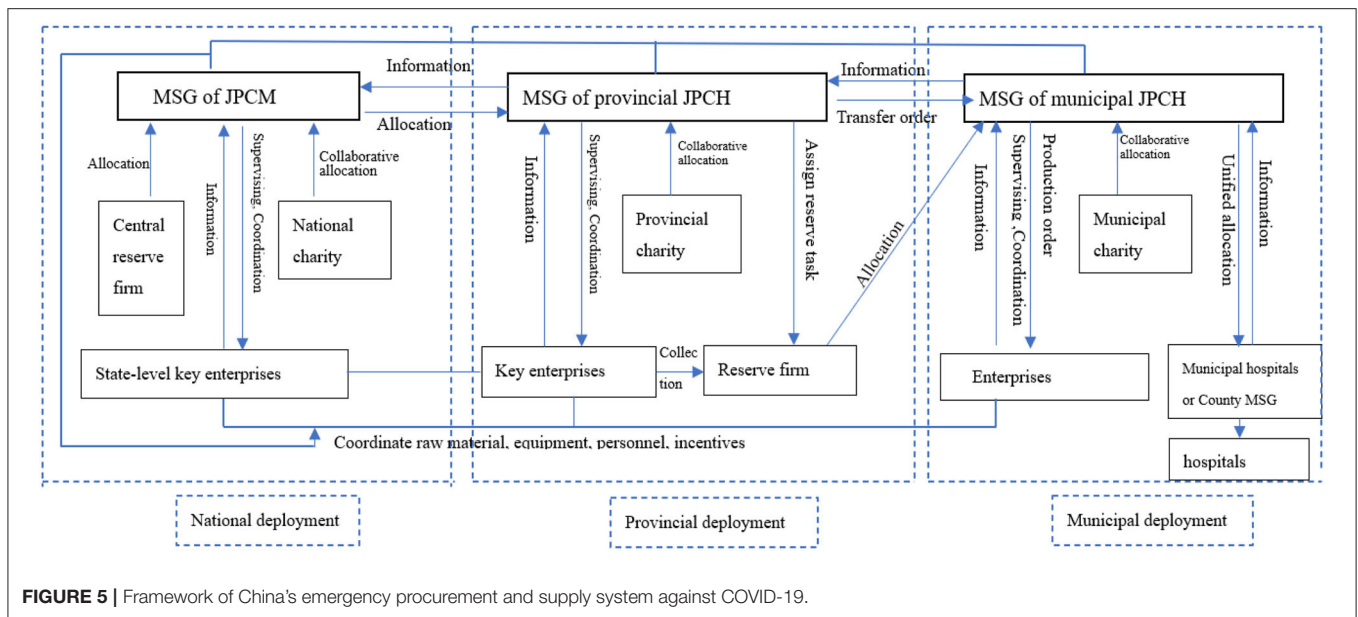 Information
Information
MSG of JPCM
MSG of provincial JPCH
MSG of municipal JPCH
Allocation
Transfer order
Allocation
Information
Supervising, Coordination
Collaborative
allocation
Information
Supervising, Coordination
Collaborative
allocation
Assign reserve task
Allocation
Information
Supervising ,Coordination
Production order
Collaborative
allocation
Unified allocation
Information
Central
reserve
firm
National
charity
Provincial
charity
Municipal
charity
State-level key enterprises
Key enterprises
Collec
tion
Reserve firm
Enterprises
Municipal hospitals
or County MSG
Coordinate raw material, equipment, personnel, incentives
hospitals
National deployment
Provincial deployment
Municipal deployment
FIGURE 5 | Framework of China's emergency procurement and supply system against COVID-19.